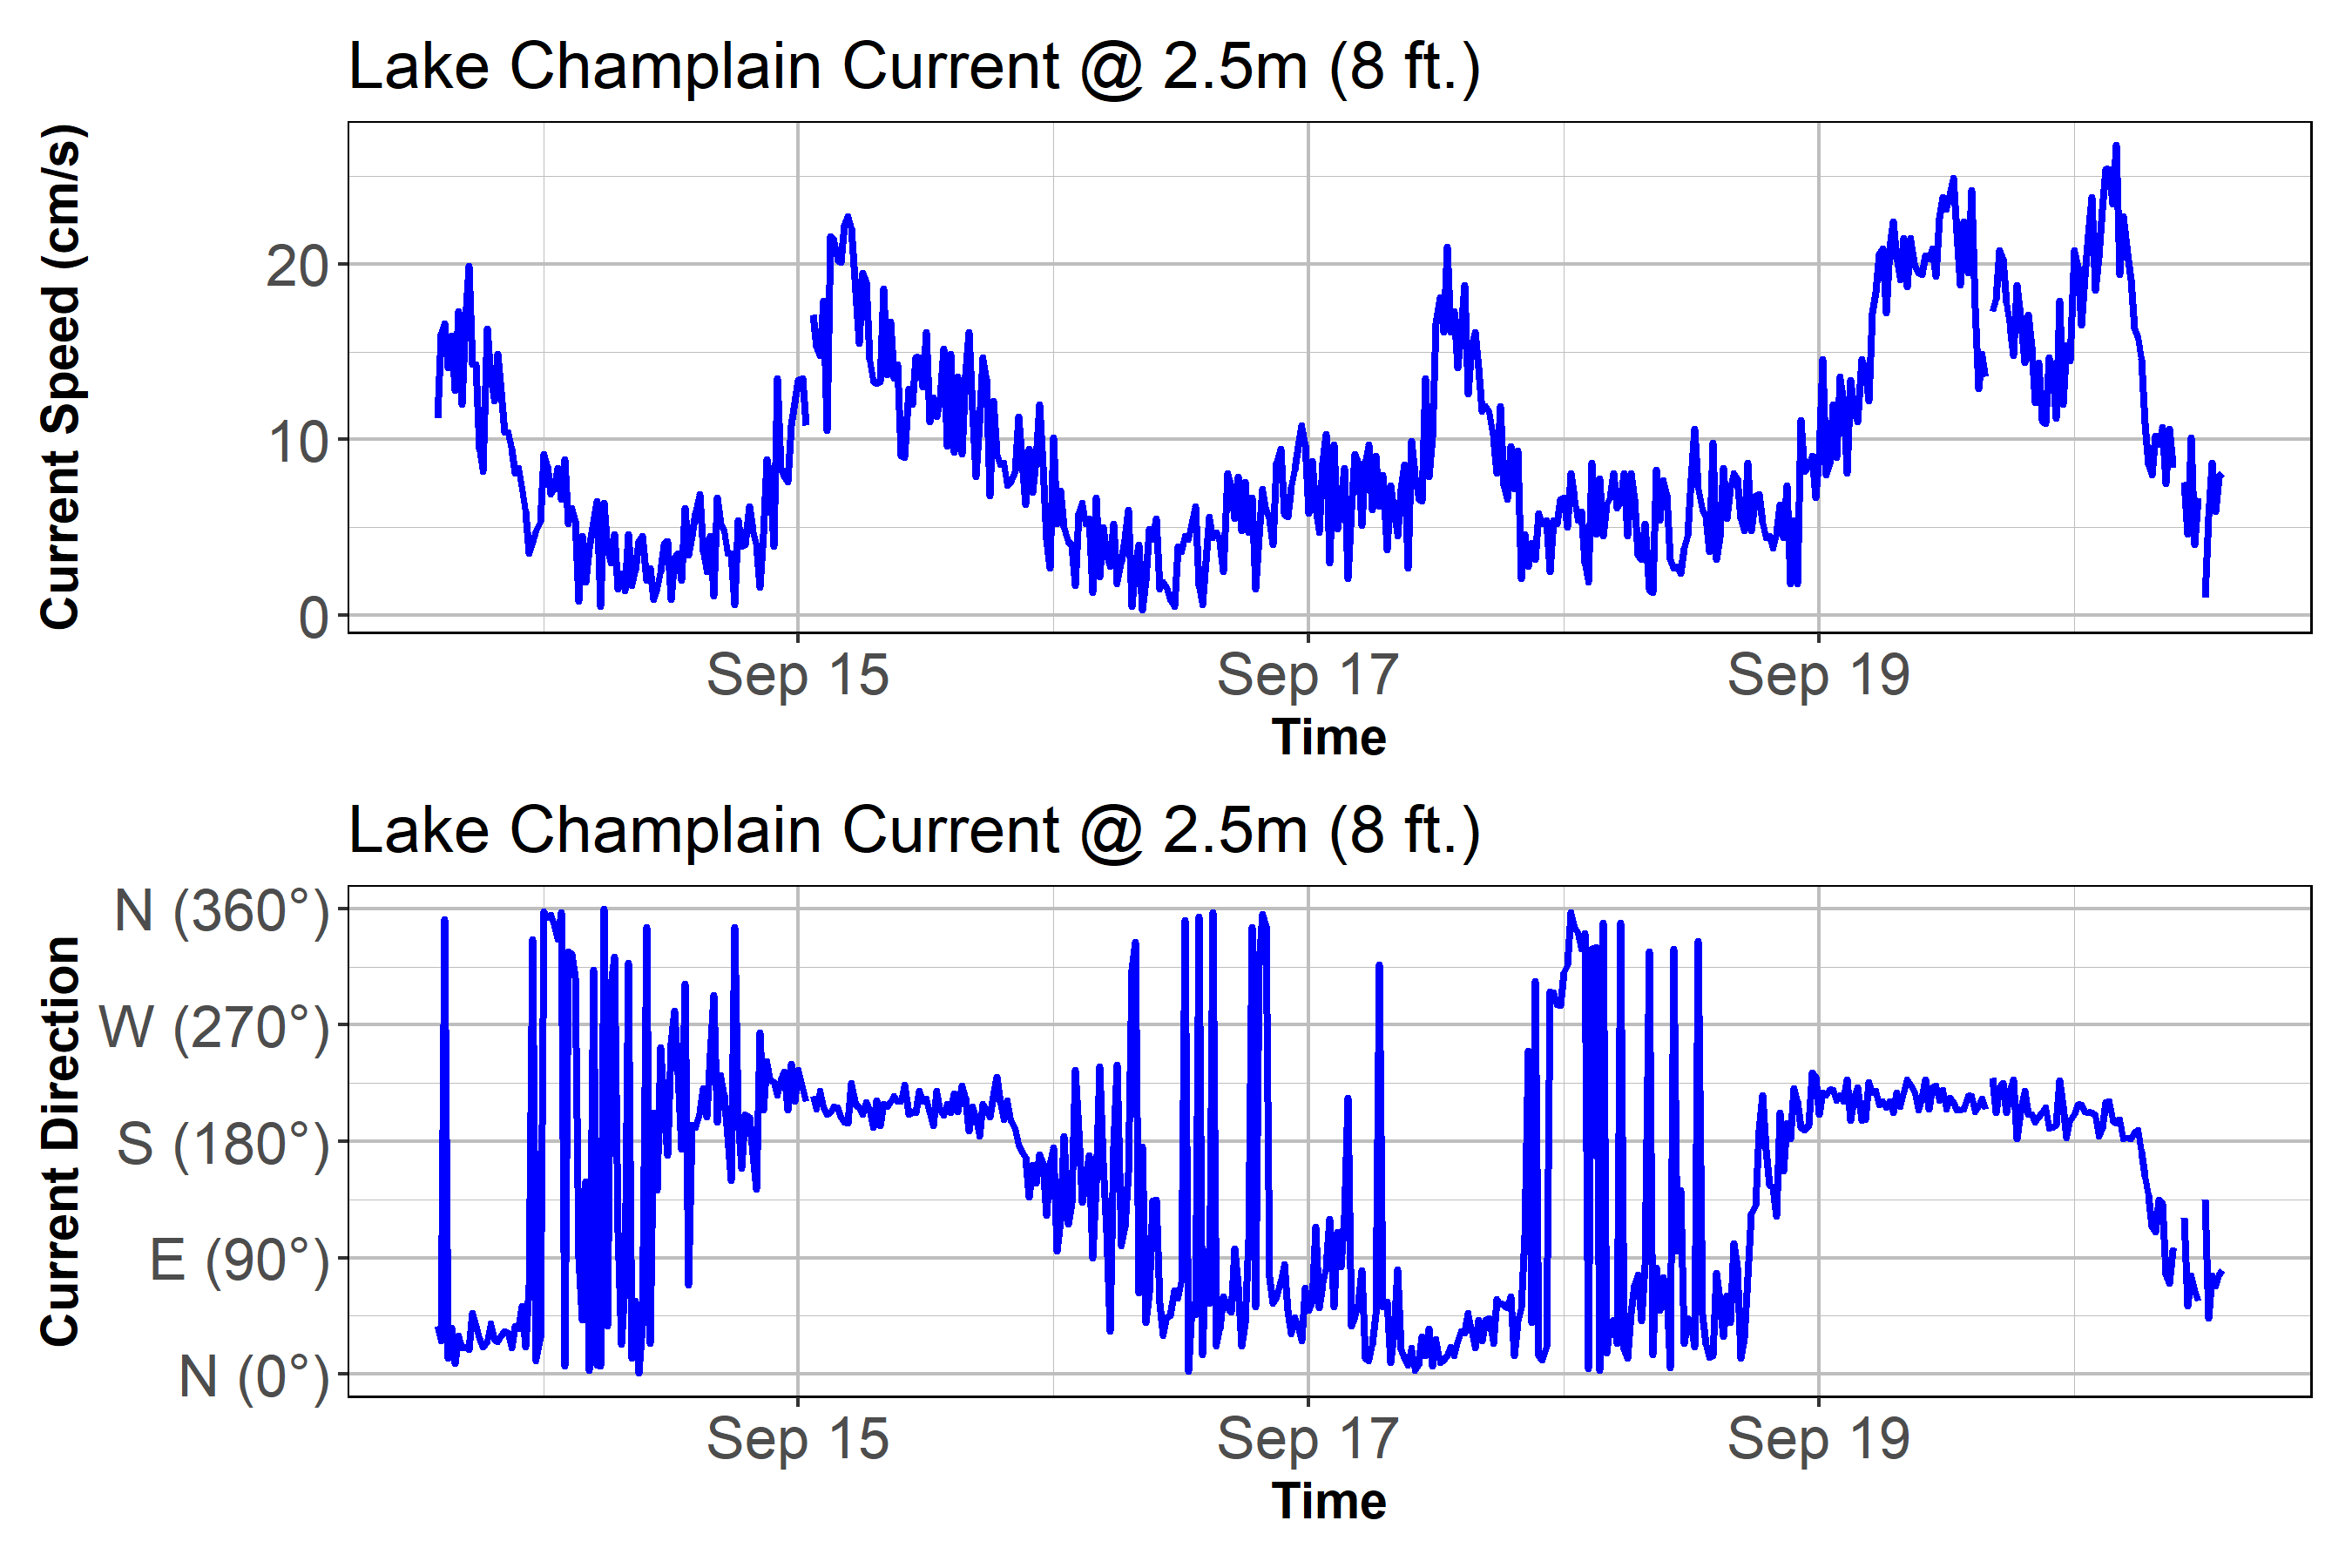 Lake Champlain Current @ 2.5m (8 ft.)
Current Speed (cm/s)
20
10
0
Sep 15
Sep 17
Sep 19
Time
Lake Champlain Current @ 2.5m (8 ft.)
Current Direction
N (360°)
W (270°)
S (180°)
E (90°)
N (0°)
Sep 15
Sep 17
Sep 19
Time